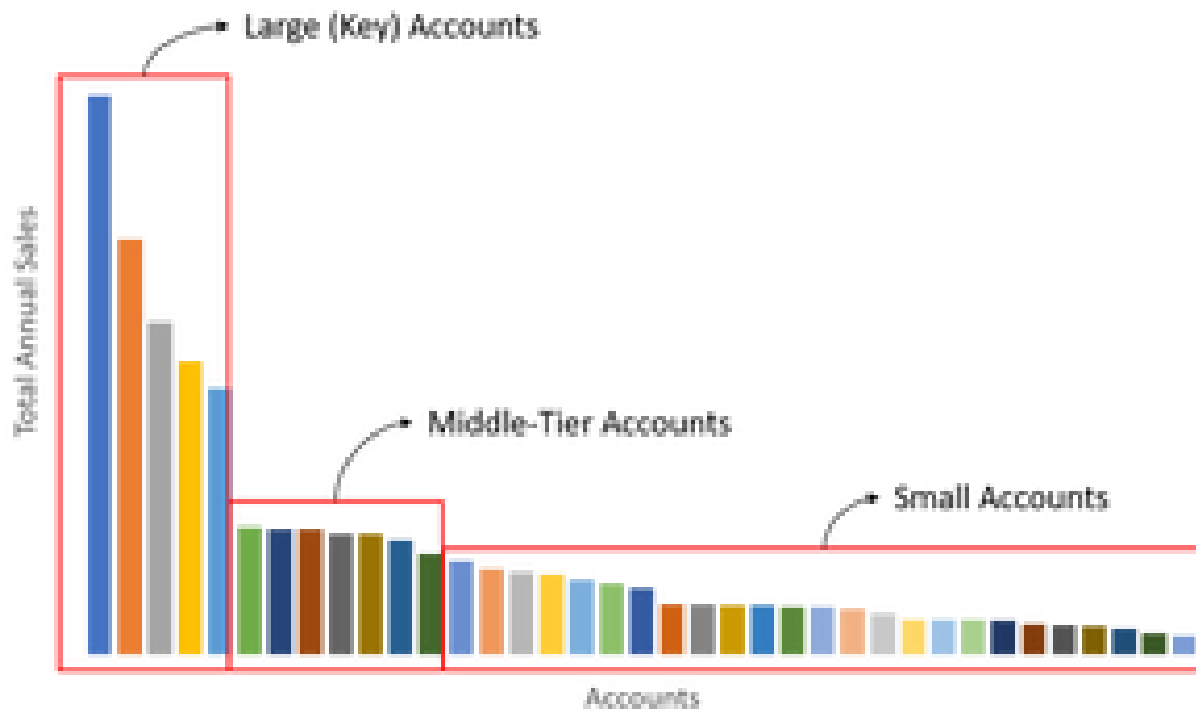 Large (Key) Accounts
Total Annual Sales
Middle-Tier Accounts
Small Accounts
Accounts